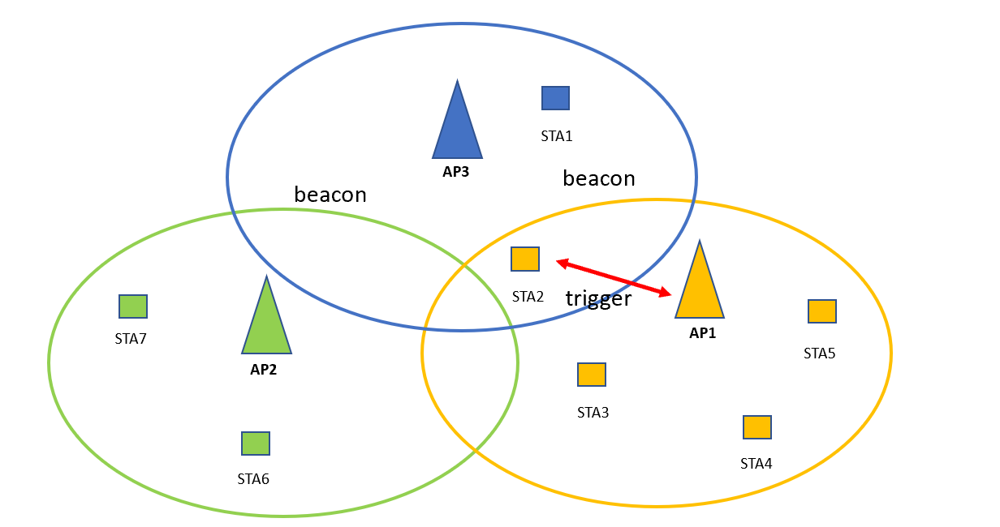 STA1
AP3
beacon
beacon
STA2
trigger
AP1
STA7
STA5
AP2
STA3
STA4
STA6